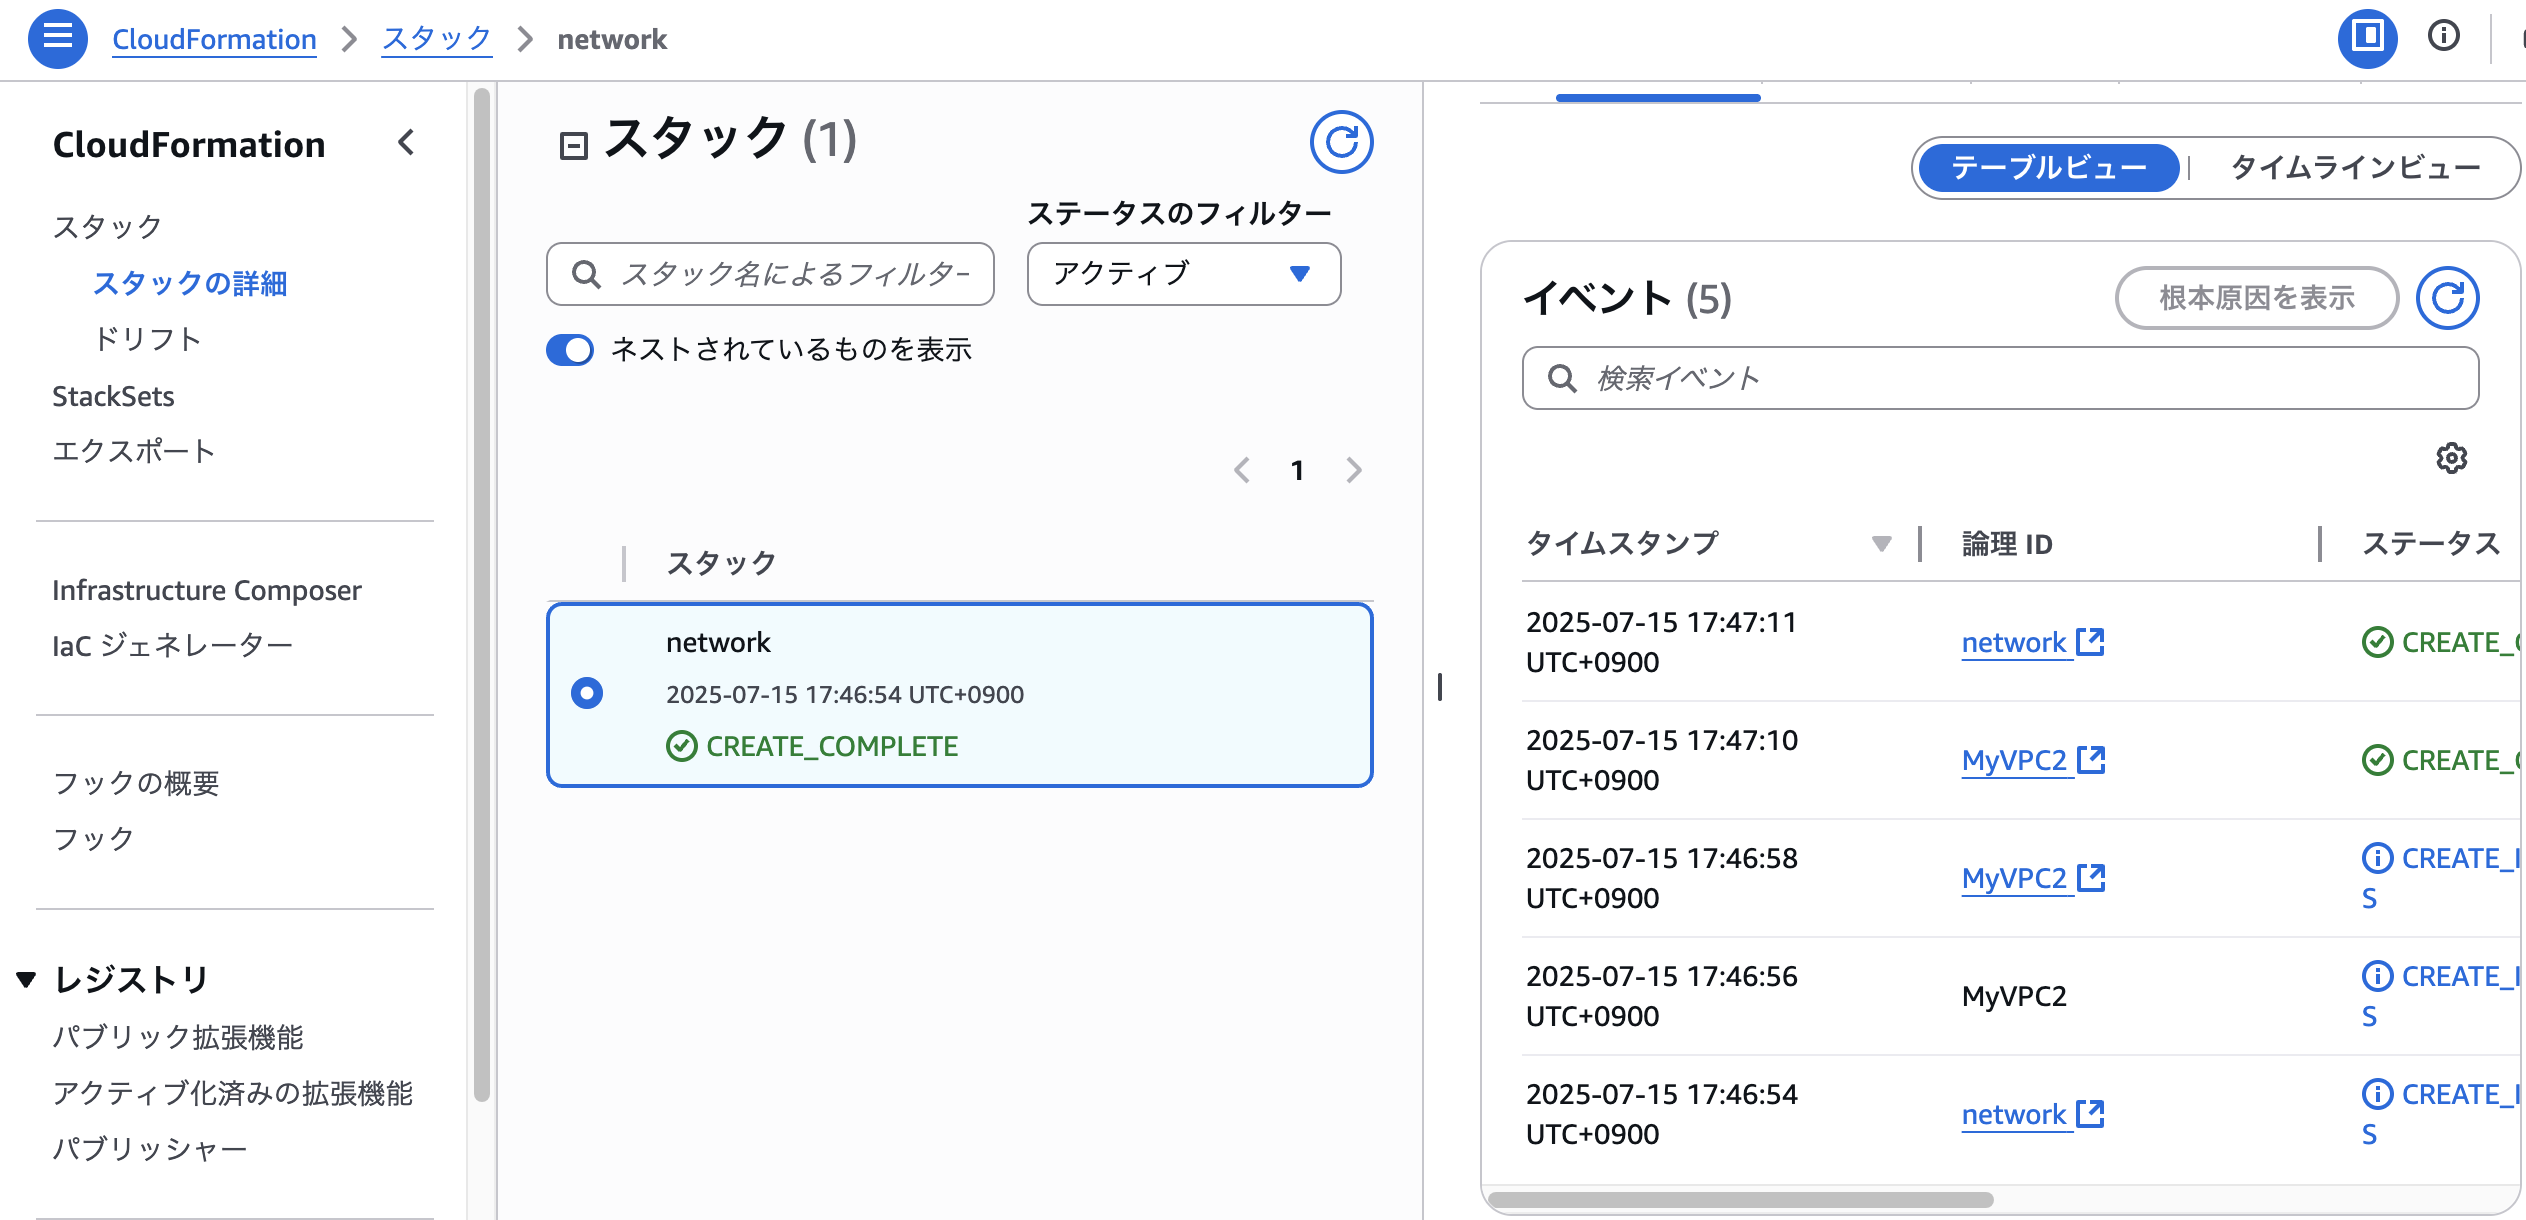 CloudFormation
スタック
network
CloudFormation
スタック
スタックの詳細
ドリフト
StackSets
エクスポート
Infrastructure Composer
IaC ジェネレーター
フックの概要
フック
レジストリ
パブリック拡張機能
アクティブ化済みの拡張機能
パブリッシャー
スタック (1)
ステータスのフィルター
スタック名によるフィルター
アクティブ
ネストされているものを表示
1
スタック
network
2025-07-15 17:46:54 UTC+0900
CREATE_COMPLETE
テーブルビュー
タイムラインビュー
イベント (5)
根本原因を表示
検索イベント
タイムスタンプ 論理 ID ステータス
2025-07-15 17:47:11
UTC+0900
network
CREATE_
2025-07-15 17:47:10
UTC+0900
MyVPC2
CREATE_
2025-07-15 17:46:58
UTC+0900
MyVPC2
CREATE_I
S
2025-07-15 17:46:56
UTC+0900
MyVPC2
CREATE_I
S
2025-07-15 17:46:54
UTC+0900
network
CREATE_I
S